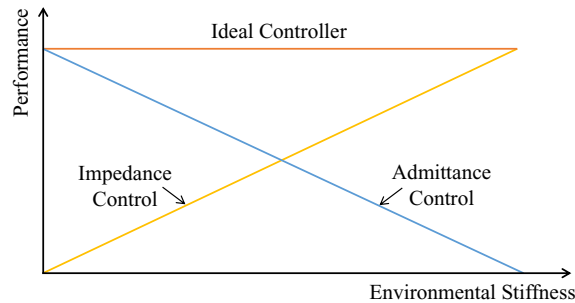 Ideal Controller
Performance
Impedance
Control
Admittance
Control
Environmental Stiffness